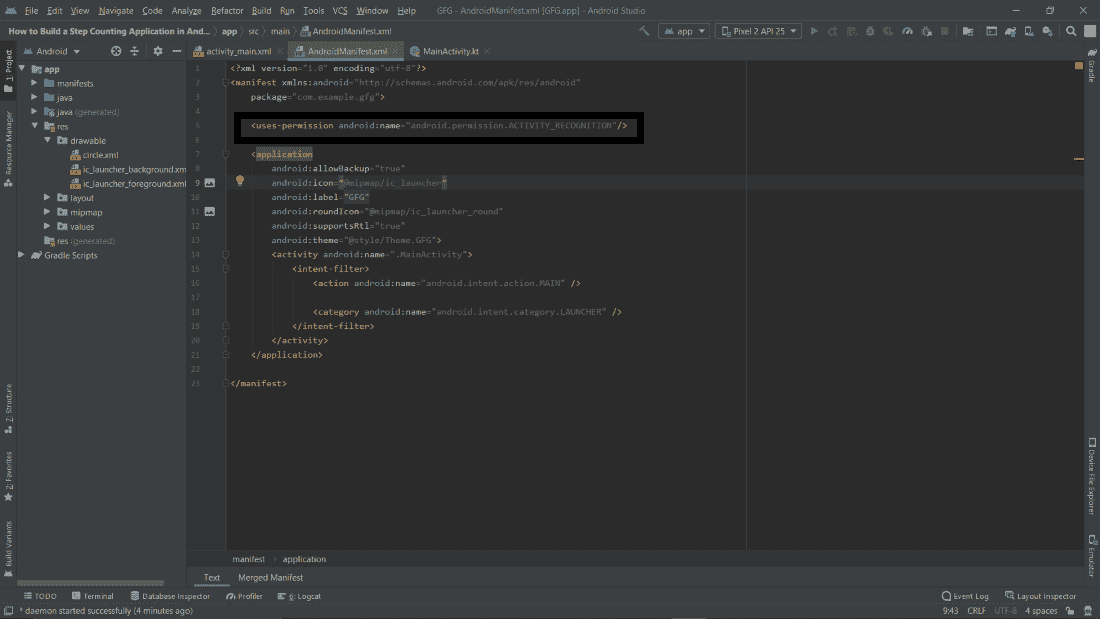 File Edit View Navigate Code Analyze Refactor Build Run Tools VCS Window Help GFG - AndroidManifest.xml [GFG.app] - Android Studio
How to Build a Step Counting Application in And... app src main AndroidManifest.xml app Pixel 2 API 25
Android activity_main.xml AndroidManifest.xml MainActivity.kt
1: Project
Resource Manager
Z: Structure
2: Favorites
Build Variants
app
manifests
java
java (generated)
res
drawable
circle.xml
ic_launcher_background.xm
ic_launcher_foreground.xml
layout
mipmap
values
res (generated)
Gradle Scripts
1 <?xml version="1.0" encoding="utf-8"?>
2 <manifest xmlns:android="http://schemas.android.com/apk/res/android"
3 package="com.example.gfg">
4
5 <uses-permission android:name="android.permission.ACTIVITY_RECOGNITION"/>
6
7 <application
8 android:allowBackup="true"
9 android:icon="@mipmap/ic_launcher"
10 android:label="GFG"
11 android:roundIcon="@mipmap/ic_launcher_round"
12 android:supportsRtl="true"
13 android:theme="@style/Theme.GFG">
14 <activity android:name=".MainActivity">
15 <intent-filter>
16 <action android:name="android.intent.action.MAIN" />
17
18 <category android:name="android.intent.category.LAUNCHER" />
19 </intent-filter>
20 </activity>
21 </application>
22
23 </manifest>
Gradle
Device File Explorer
Emulator
manifest application
Text Merged Manifest
TODO Terminal Database Inspector Profiler 6: Logcat Event Log Layout Inspector
* daemon started successfully (4 minutes ago) 9:43 CRLF UTF-8 4 spaces